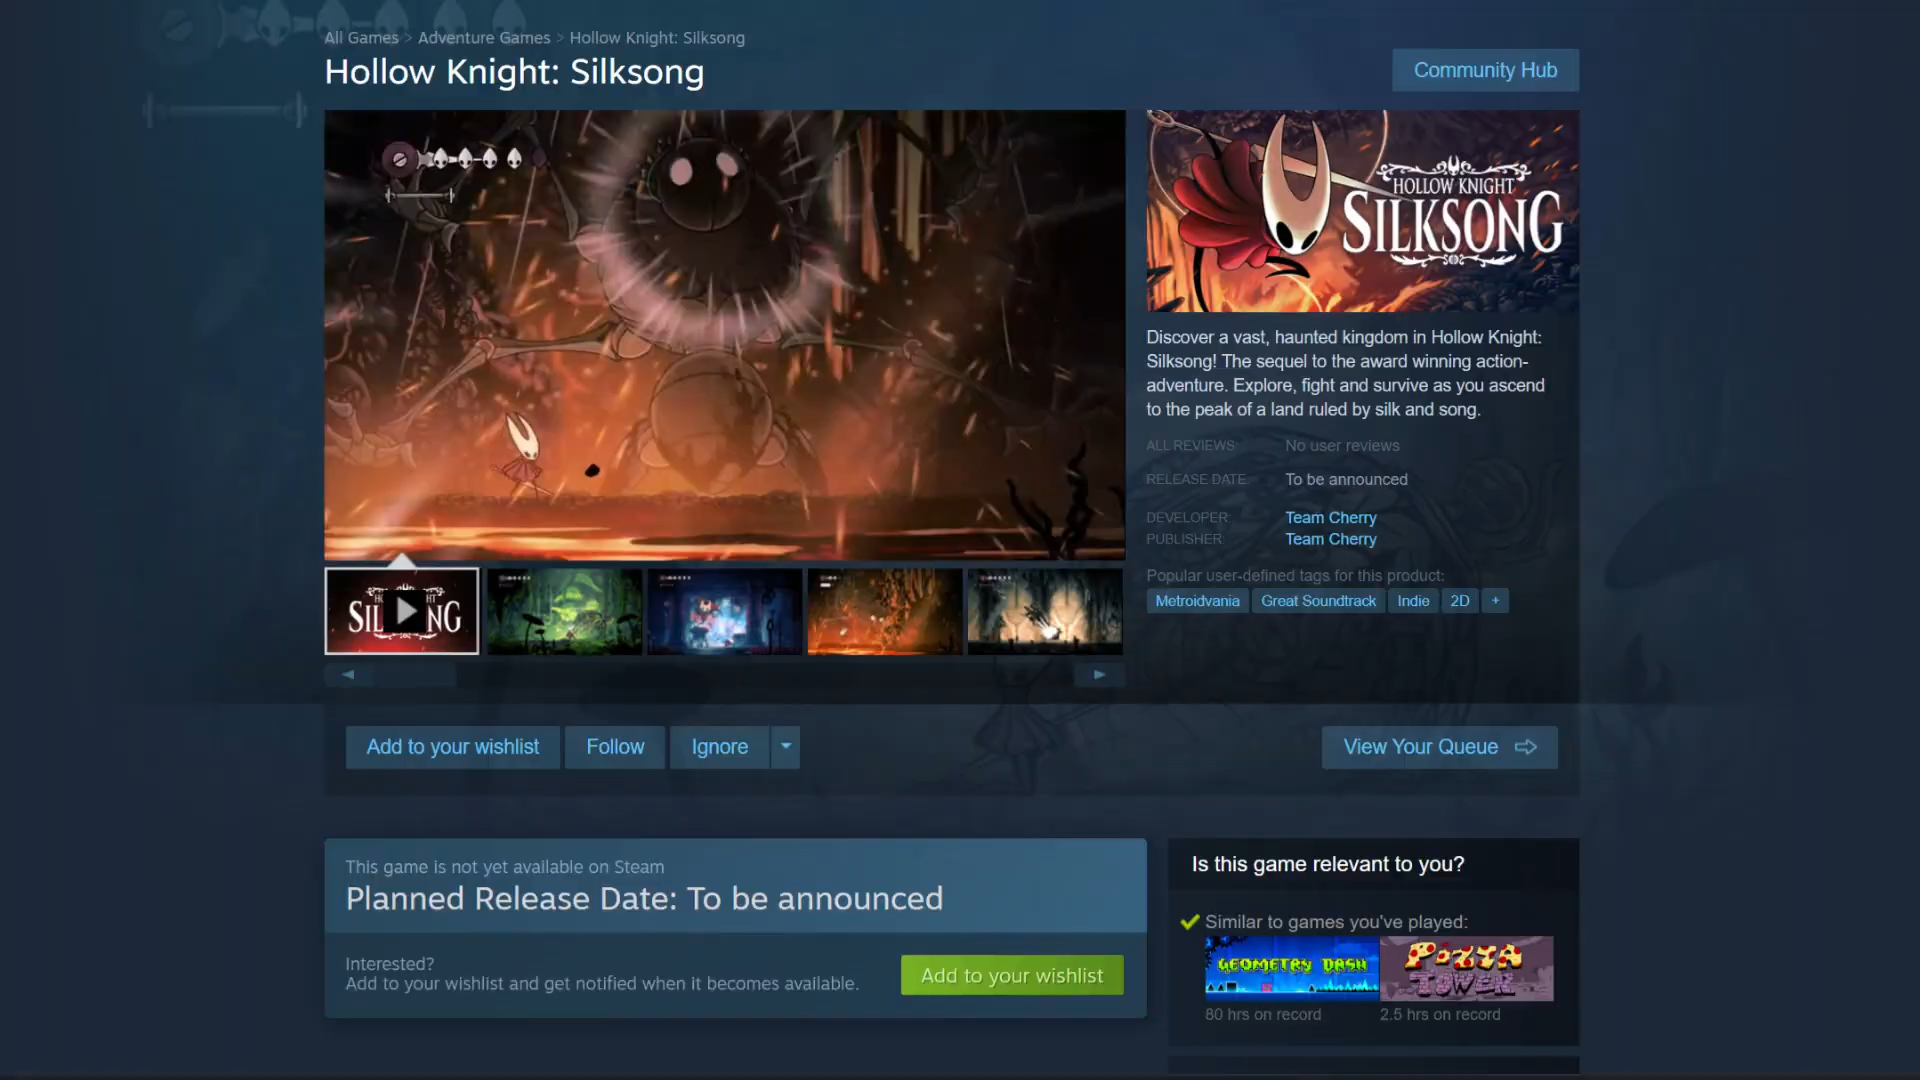 All Games > Adventure Games > Hollow Knight: Silksong
Hollow Knight: Silksong
Community Hub
HOLLOW KNIGHT
SILKSONG
Discover a vast, haunted kingdom in Hollow Knight:
Silksong! The sequel to the award winning action-
adventure. Explore, fight and survive as you ascend
to the peak of a land ruled by silk and song.
ALL REVIEWS: No user reviews
RELEASE DATE: To be announced
DEVELOPER: Team Cherry
PUBLISHER: Team Cherry
Popular user-defined tags for this product:
Metroidvania Great Soundtrack Indie 2D +
Add to your wishlist
Follow
Ignore
View Your Queue
This game is not yet available on Steam
Planned Release Date: To be announced
Interested?
Add to your wishlist and get notified when it becomes available.
Add to your wishlist
Is this game relevant to you?
Similar to games you've played:
GEOMETRY DASH
PIZZA
TOWER
80 hrs on record
2.5 hrs on record